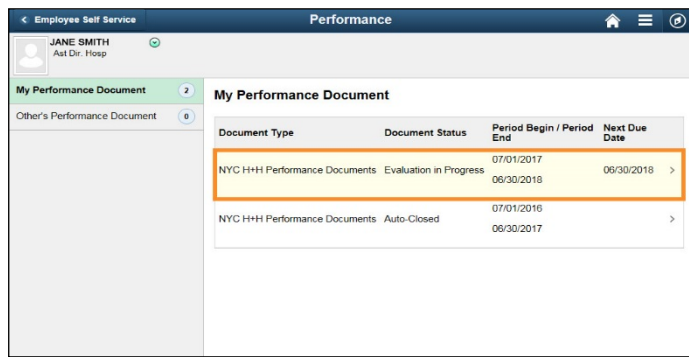 Employee Self Service
Performance
JANE SMITH
Ast Dir. Hosp
My Performance Document 2
Other's Performance Document 0
My Performance Document
Document Type Document Status Period Begin / Period End Next Due Date
NYC H+H Performance Documents Evaluation in Progress 07/01/2017 06/30/2018 06/30/2018
NYC H+H Performance Documents Auto-Closed 07/01/2016 06/30/2017